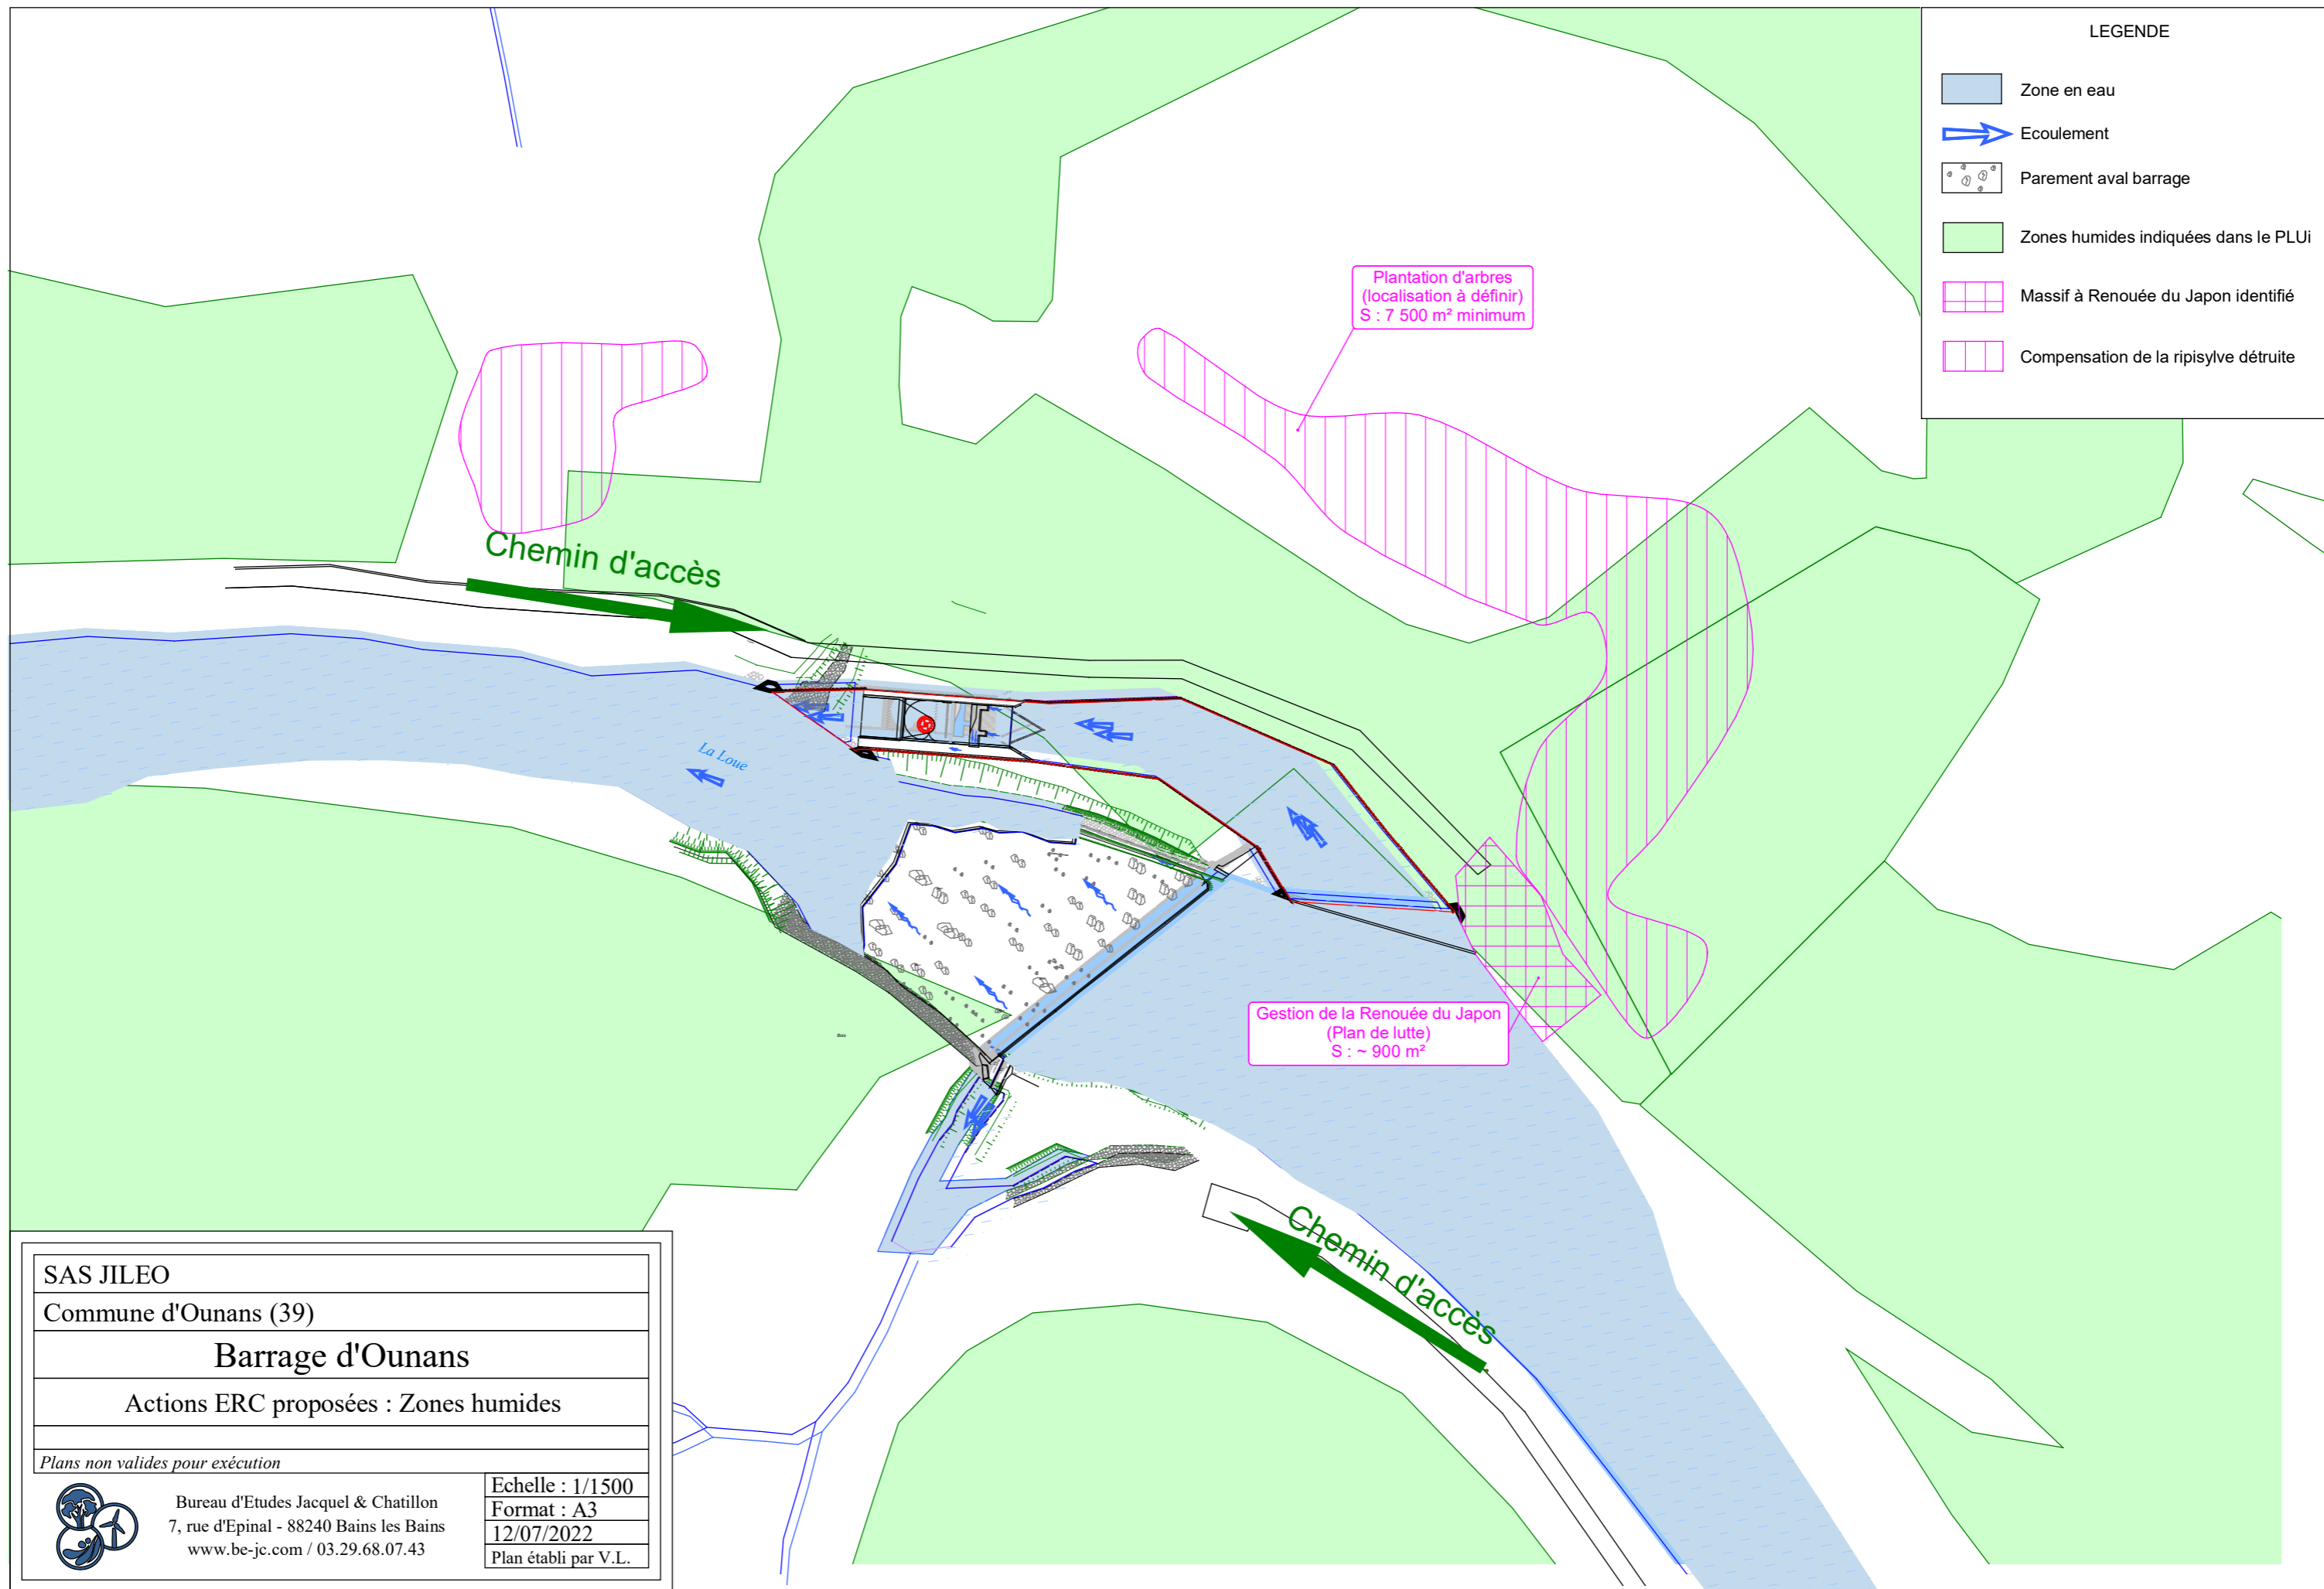 LEGENDE
Zone en eau
Ecoulement
Parement aval barrage
Zones humides indiquées dans le PLUi
Massif à Renouée du Japon identifié
Compensation de la ripisylve détruite
Plantation d'arbres
(localisation à définir)
S : 7 500 m² minimum
Chemin d'accès
La Loue
Gestion de la Renouée du Japon
(Plan de lutte)
S : ~ 900 m²
Chemin d'accès
SAS JILEO
Commune d'Ounans (39)
Barrage d'Ounans
Actions ERC proposées : Zones humides
Plans non valides pour exécution
Bureau d'Etudes Jacquel & Chatillon
7, rue d'Epinal - 88240 Bains les Bains
www.be-jc.com / 03.29.68.07.43
Echelle : 1/1500
Format : A3
12/07/2022
Plan établi par V.L.